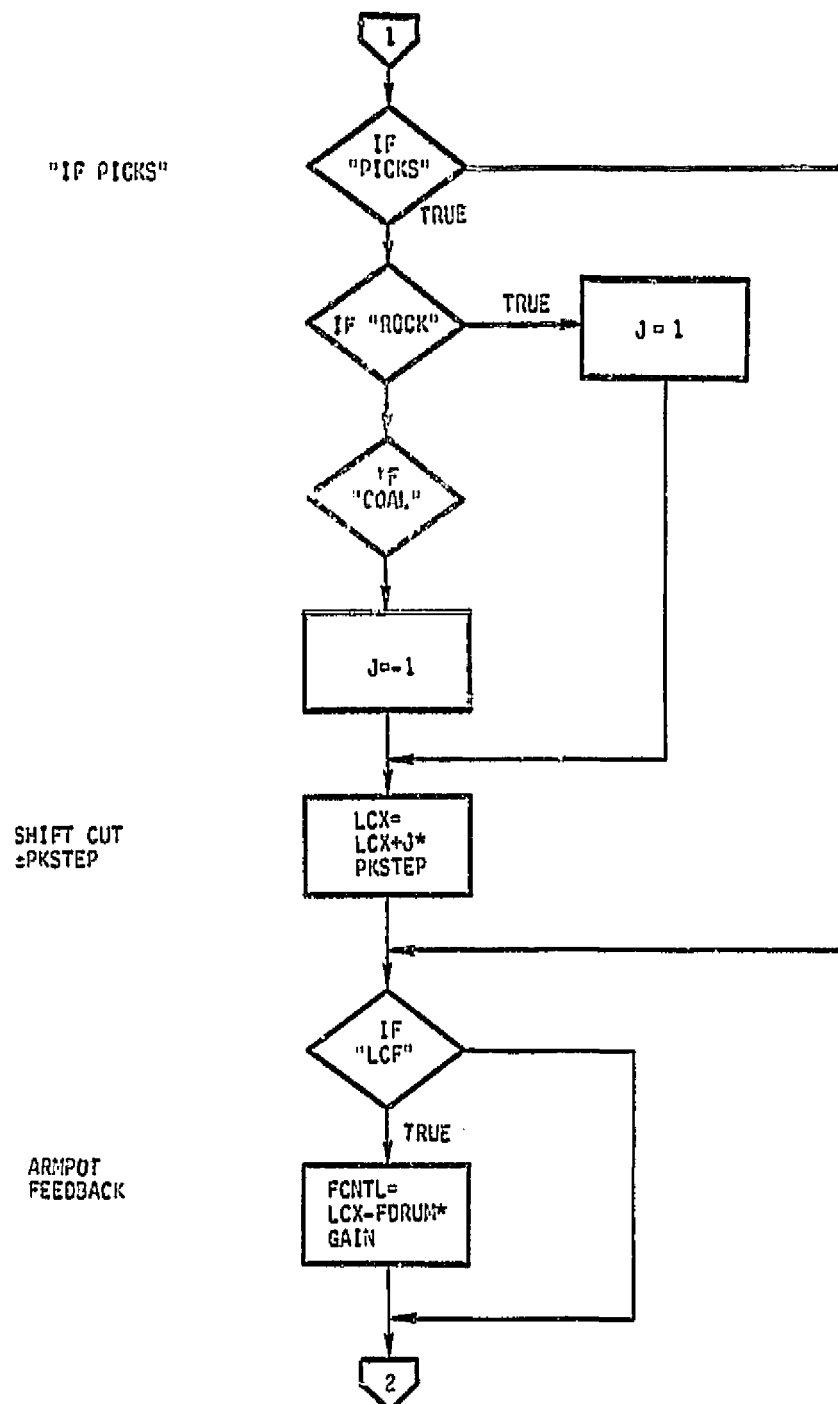 1
IF
"PICKS"
"IF PICKS"
TRUE
IF "ROCK"
TRUE
J = 1
IF
"COAL"
J=-1
SHIFT CUT
±PKSTEP
LCX=
LCX+J*
PKSTEP
IF
"LCF"
TRUE
ARMPOT
FEEDBACK
FCNTL=
LCX-FDRUM*
GAIN
2